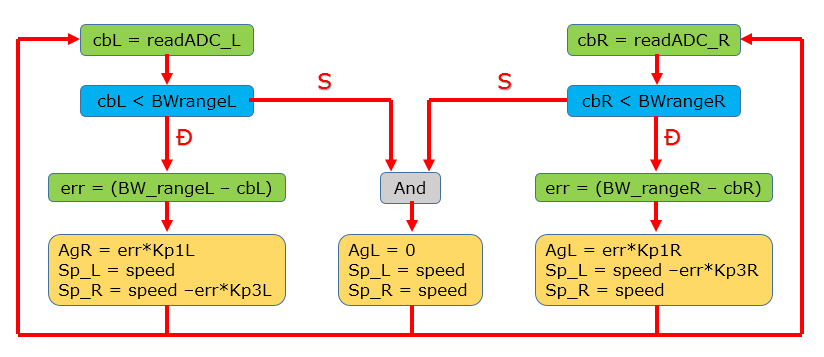 cbL = readADC_L
cbR = readADC_R
cbL < BWrangeL
S
S
cbR < BWrangeR
Đ
Đ
err = (BW_rangeL – cbL)
And
err = (BW_rangeR – cbR)
AgR = err*Kp1L
Sp_L = speed
Sp_R = speed –err*Kp3L
AgL = 0
Sp_L = speed
Sp_R = speed
AgL = err*Kp1R
Sp_L = speed –err*Kp3R
Sp_R = speed